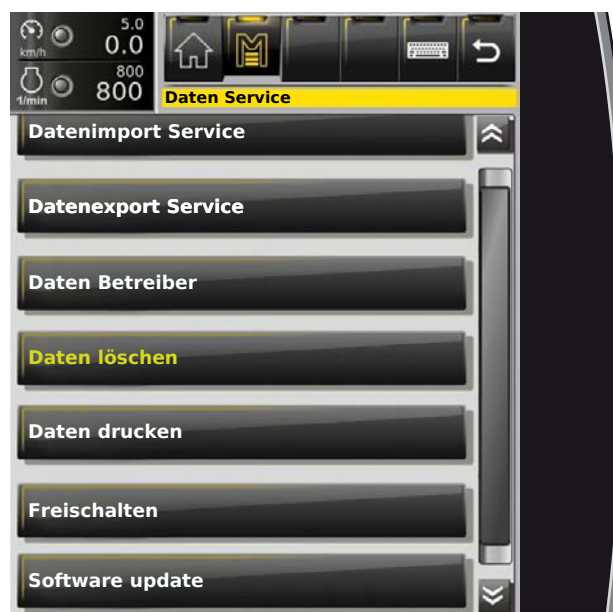 5.0
km/h 0.0
800
1/min 800
Daten Service
Datenimport Service
Datenexport Service
Daten Betreiber
Daten löschen
Daten drucken
Freischalten
Software update